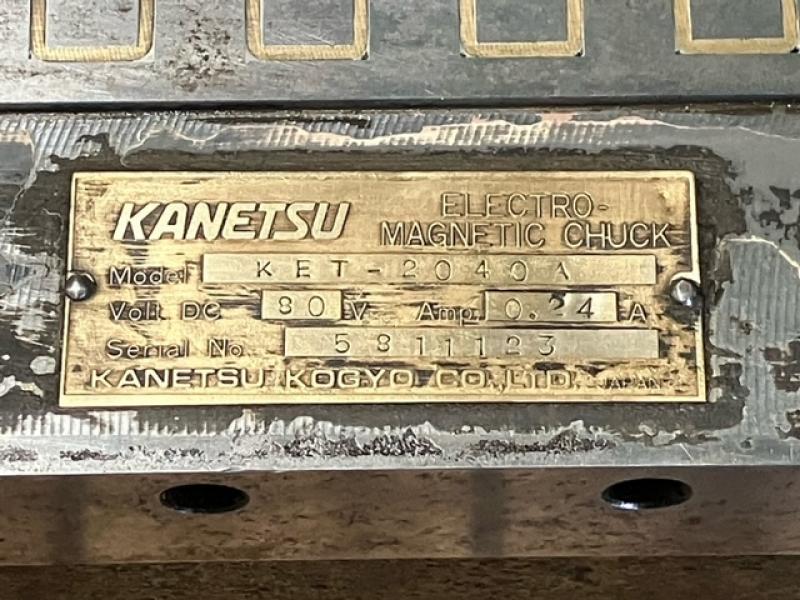 KANETSU
ELECTRO-
MAGNETIC CHUCK
Model KET-2040A
Volt. DC 90 V Amp. 0.24 A
Serial No. 5811123
KANETSU KOGYO CO., LTD. JAPAN